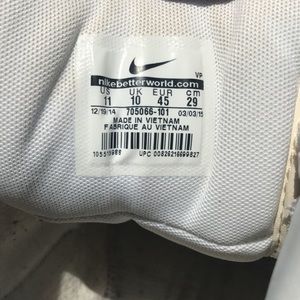 VP
nikebetterworld.com
US UK EUR cm
11 10 45 29
12/19/14 705066-101 03/03/15
MADE IN VIETNAM
FABRIQUE AU VIETNAM
UPC 00826216699827